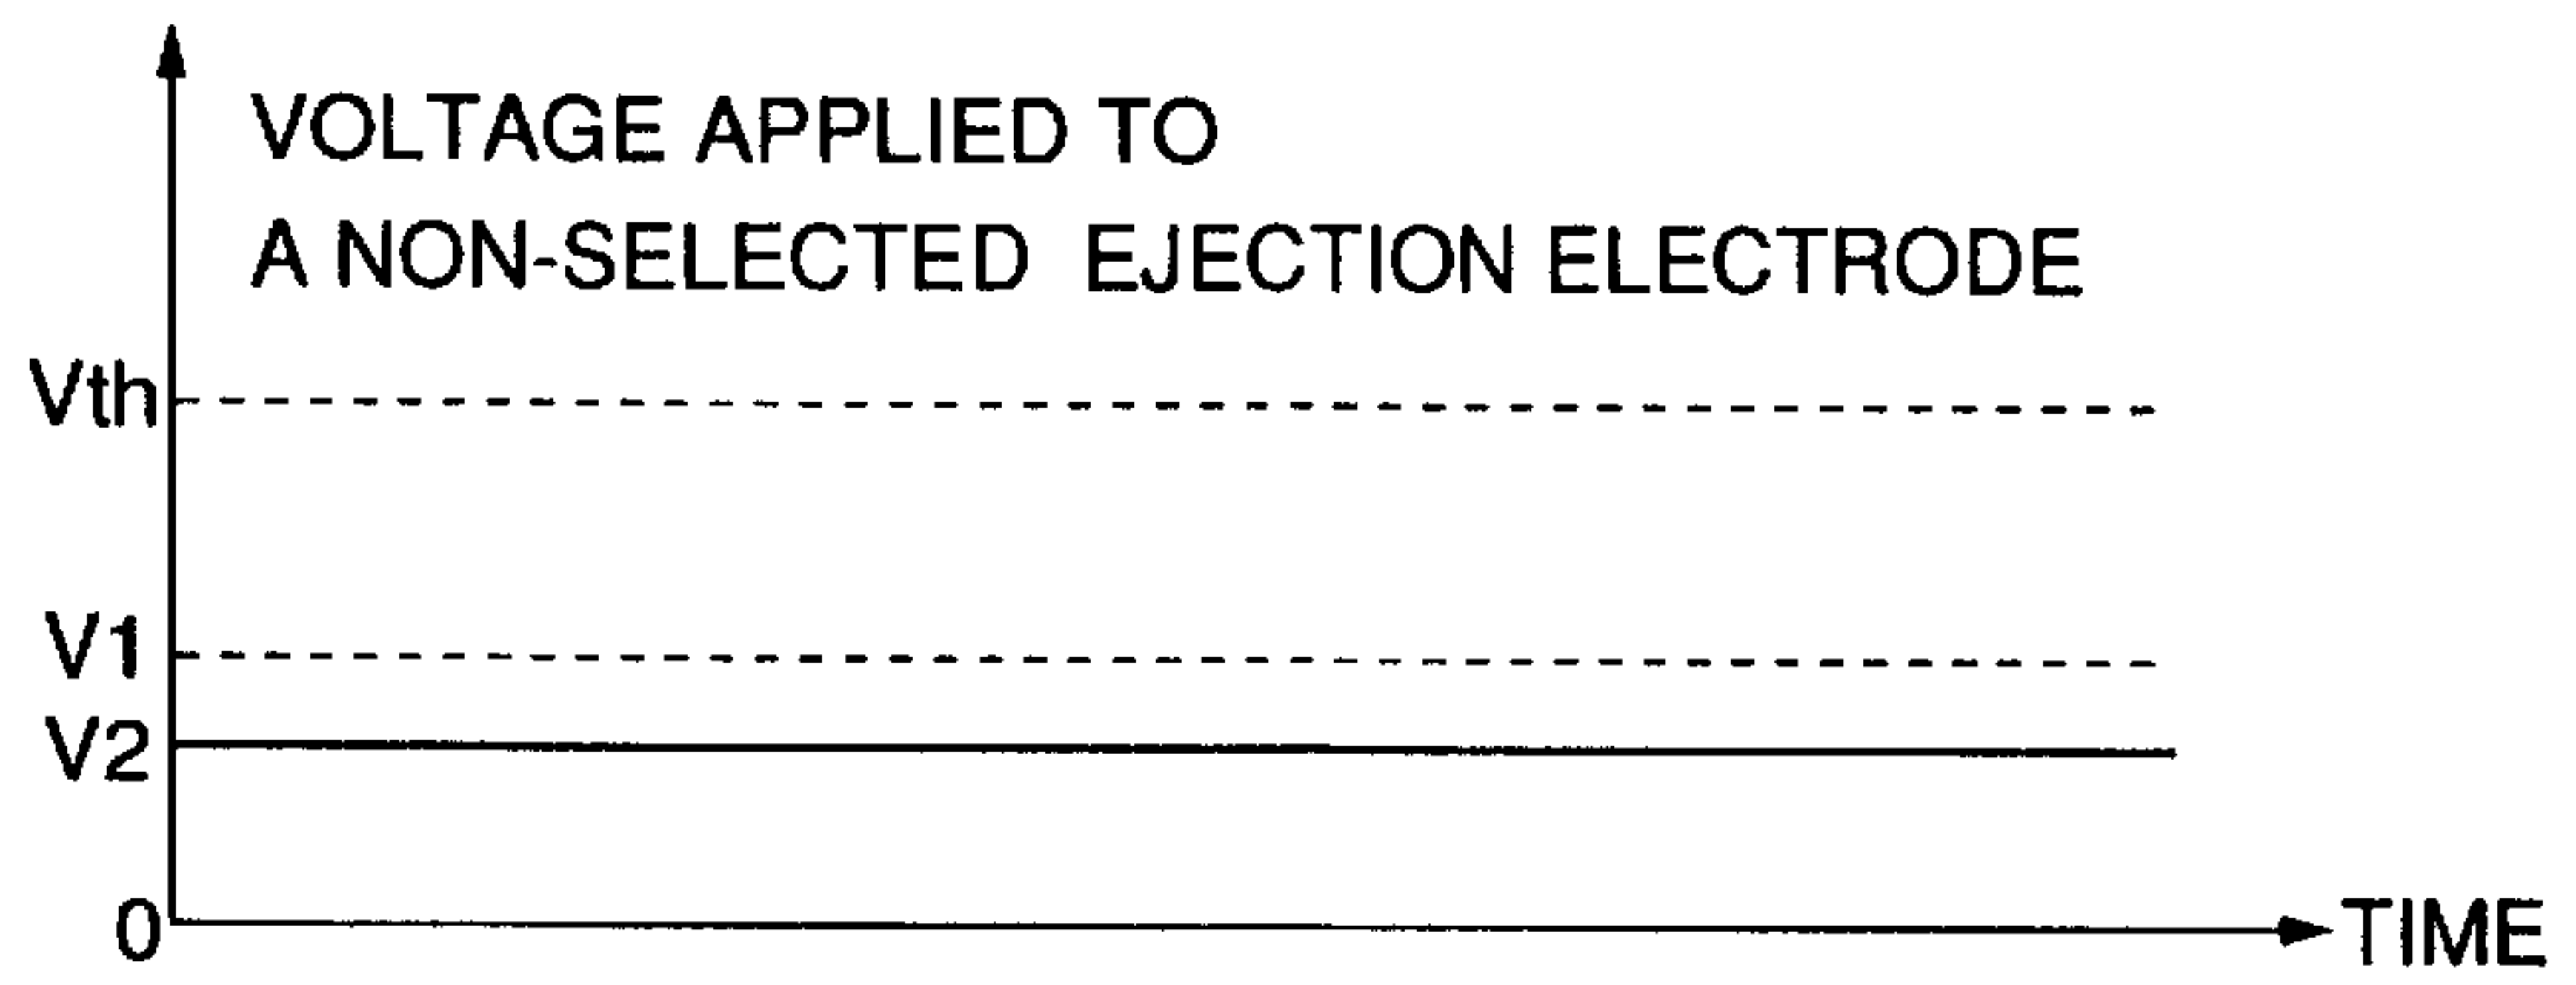 VOLTAGE APPLIED TO
A NON-SELECTED EJECTION ELECTRODE
Vth
V1
V2
0
TIME